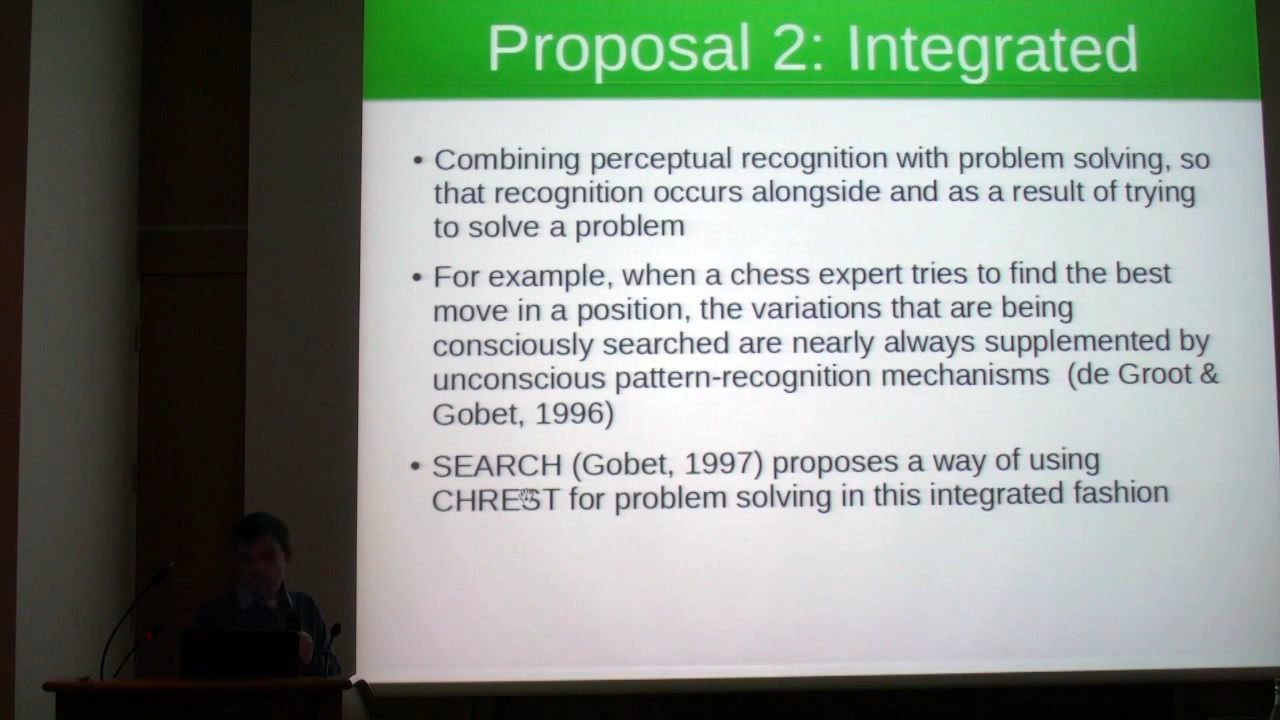 Proposal 2: Integrated
• Combining perceptual recognition with problem solving, so
that recognition occurs alongside and as a result of trying
to solve a problem
• For example, when a chess expert tries to find the best
move in a position, the variations that are being
consciously searched are nearly always supplemented by
unconscious pattern-recognition mechanisms (de Groot &
Gobet, 1996)
• SEARCH (Gobet, 1997) proposes a way of using
CHREST for problem solving in this integrated fashion